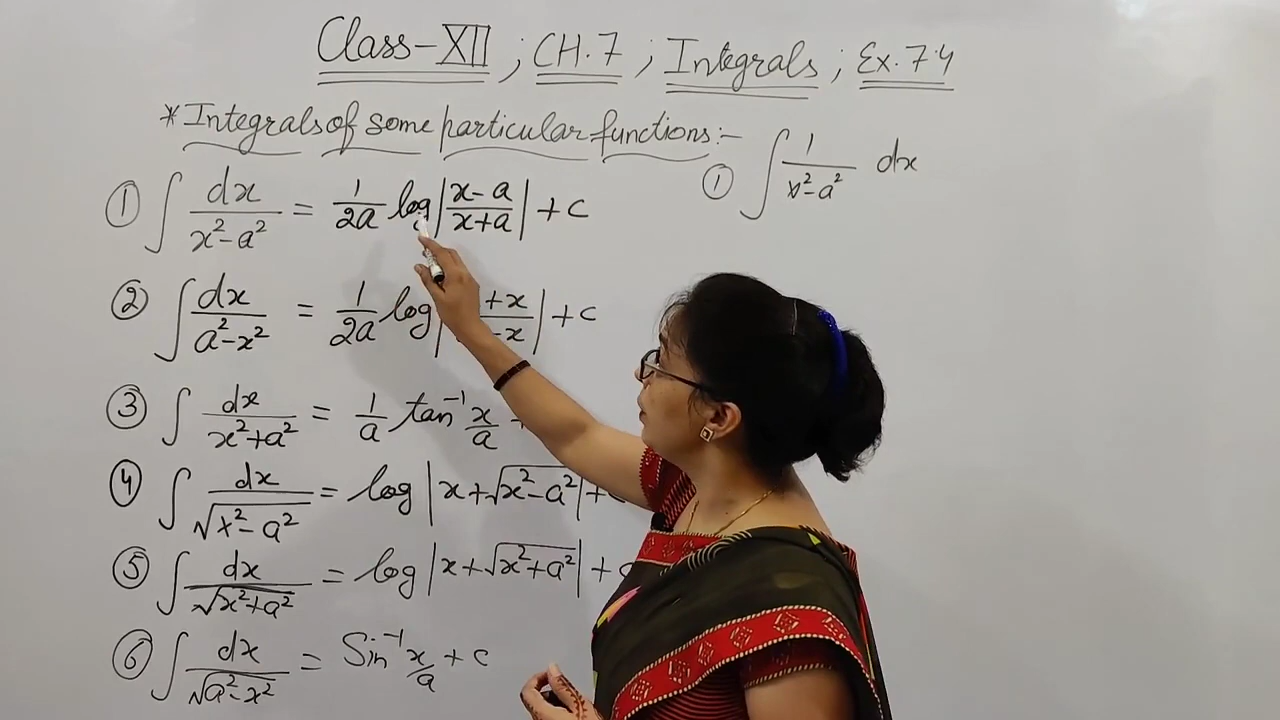 Class-XII ; CH.7 ; Integrals ; Ex.7.4
*Integrals of some particular functions:-
① ∫ dx/(x²-a²) = 1/2a log|(x-a)/(x+a)| + c
② ∫ dx/(a²-x²) = 1/2a log| +x/-x | + c
③ ∫ dx/(x²+a²) = 1/a tan⁻¹ x/a
④ ∫ dx/√(x²-a²) = log |x+√(x²-a²)| +
⑤ ∫ dx/√(x²+a²) = log |x+√(x²+a²)| +
⑥ ∫ dx/√(a²-x²) = Sin⁻¹ x/a + c
① ∫ 1/(x²-a²) dx